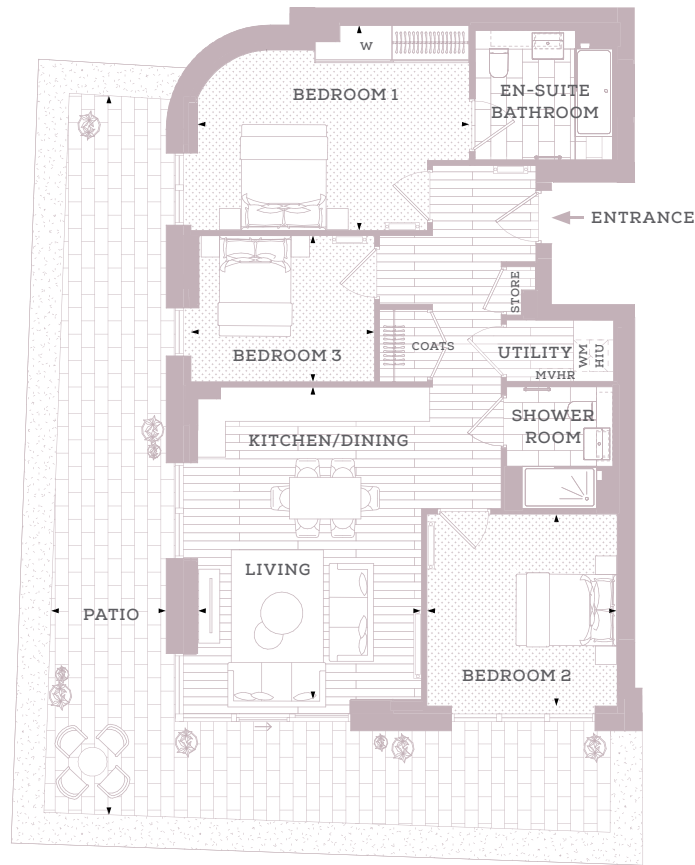 W
BEDROOM 1
EN-SUITE
BATHROOM
ENTRANCE
STORE
COATS
BEDROOM 3
UTILITY
WM
HIU
MVHR
SHOWER
ROOM
KITCHEN/DINING
LIVING
PATIO
BEDROOM 2